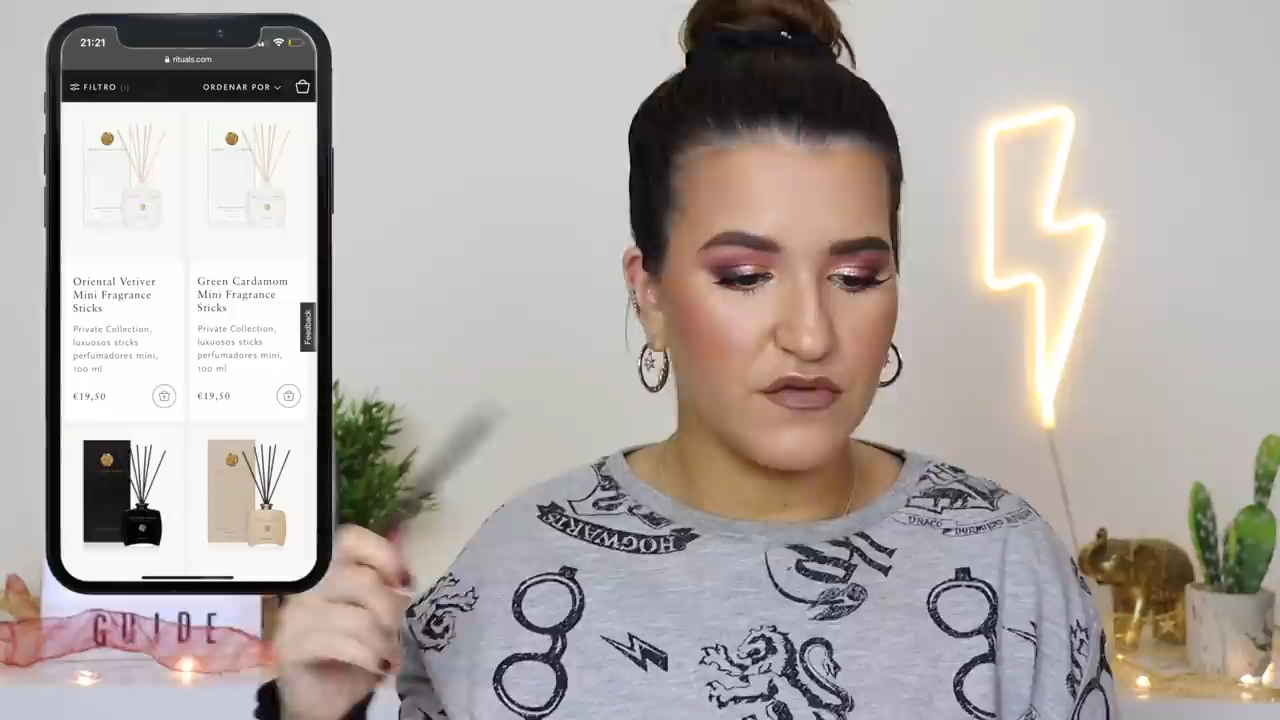 21:21
rituals.com
FILTRO (1)
ORDENAR POR
Oriental Vetiver
Mini Fragrance
Sticks
Private Collection,
luxuosos sticks
perfumadores mini,
100 ml
€19,50
Green Cardamom
Mini Fragrance
Sticks
Private Collection,
luxuosos sticks
perfumadores mini,
100 ml
€19,50
Feedback
GUIDE
HOGWARTS
DRACO DORMIENS